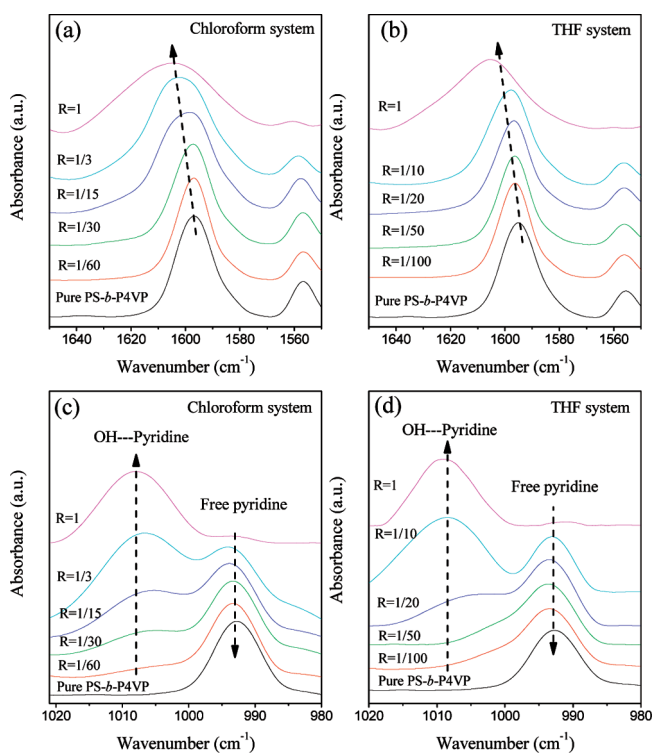 (a)
Chloroform system
R=1
R=1/3
R=1/15
R=1/30
R=1/60
Pure PS-b-P4VP
Absorbance (a.u.)
1640 1620 1600 1580 1560
Wavenumber (cm-1)
(b)
THF system
R=1
R=1/10
R=1/20
R=1/50
R=1/100
Pure PS-b-P4VP
Absorbance (a.u.)
1640 1620 1600 1580 1560
Wavenumber (cm-1)
(c)
Chloroform system
OH---Pyridine
Free pyridine
R=1
R=1/3
R=1/15
R=1/30
R=1/60
Pure PS-b-P4VP
Absorbance (a.u.)
1020 1010 1000 990 980
Wavenumber (cm-1)
(d)
THF system
OH---Pyridine
Free pyridine
R=1
R=1/10
R=1/20
R=1/50
R=1/100
Pure PS-b-P4VP
Absorbance (a.u.)
1020 1010 1000 990 980
Wavenumber (cm-1)